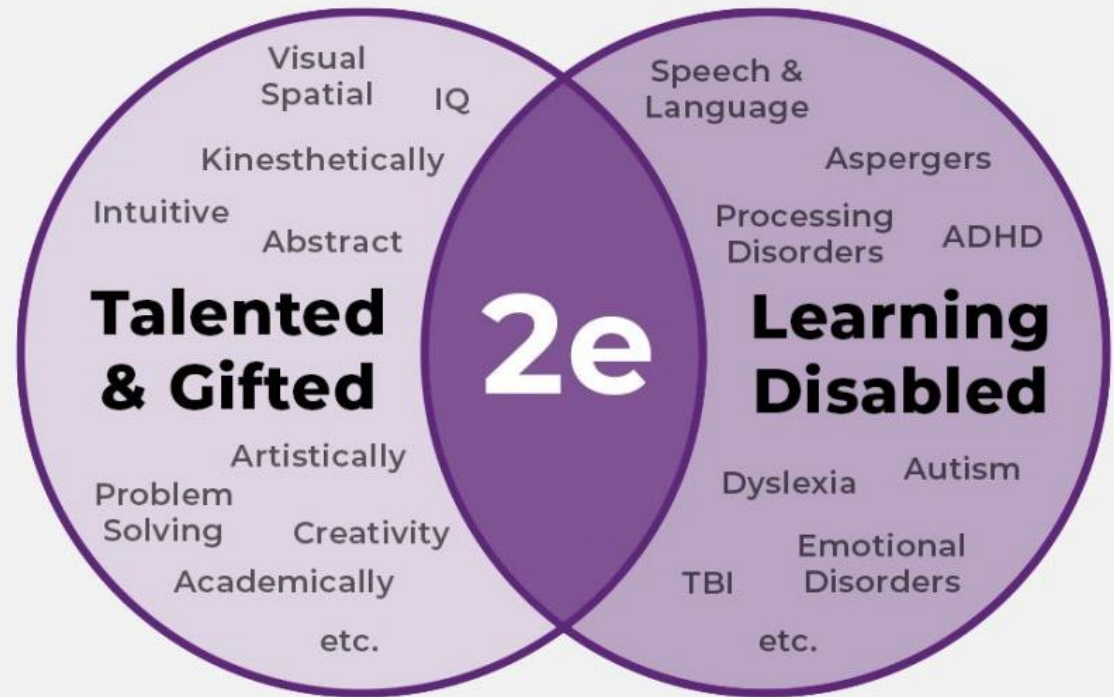 Visual
Spatial
IQ
Kinesthetically
Intuitive
Abstract
Talented
& Gifted
Artistically
Problem
Solving
Creativity
Academically
etc.
2e
Speech &
Language
Aspergers
Processing
Disorders
ADHD
Learning
Disabled
Dyslexia
Autism
Emotional
Disorders
TBI
etc.